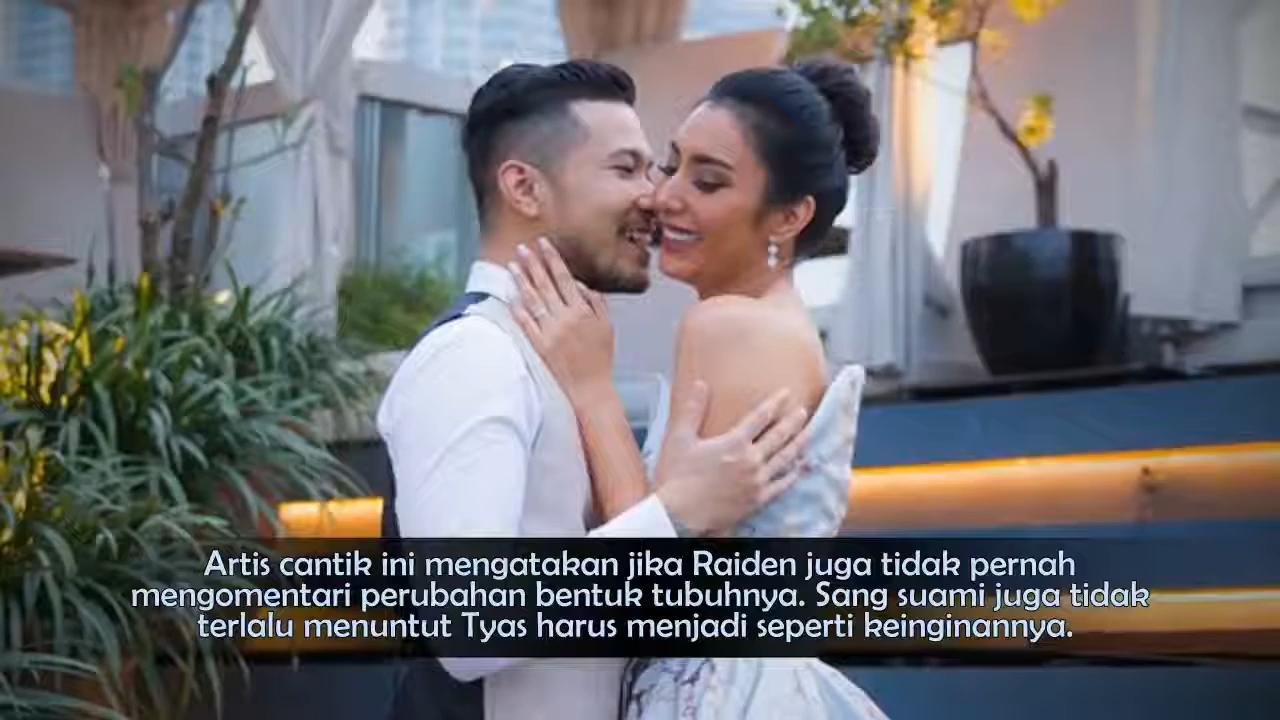 Artis cantik ini mengatakan jika Raiden juga tidak pernah
mengomentari perubahan bentuk tubuhnya. Sang suami juga tidak
terlalu menuntut Tyas harus menjadi seperti keinginannya.